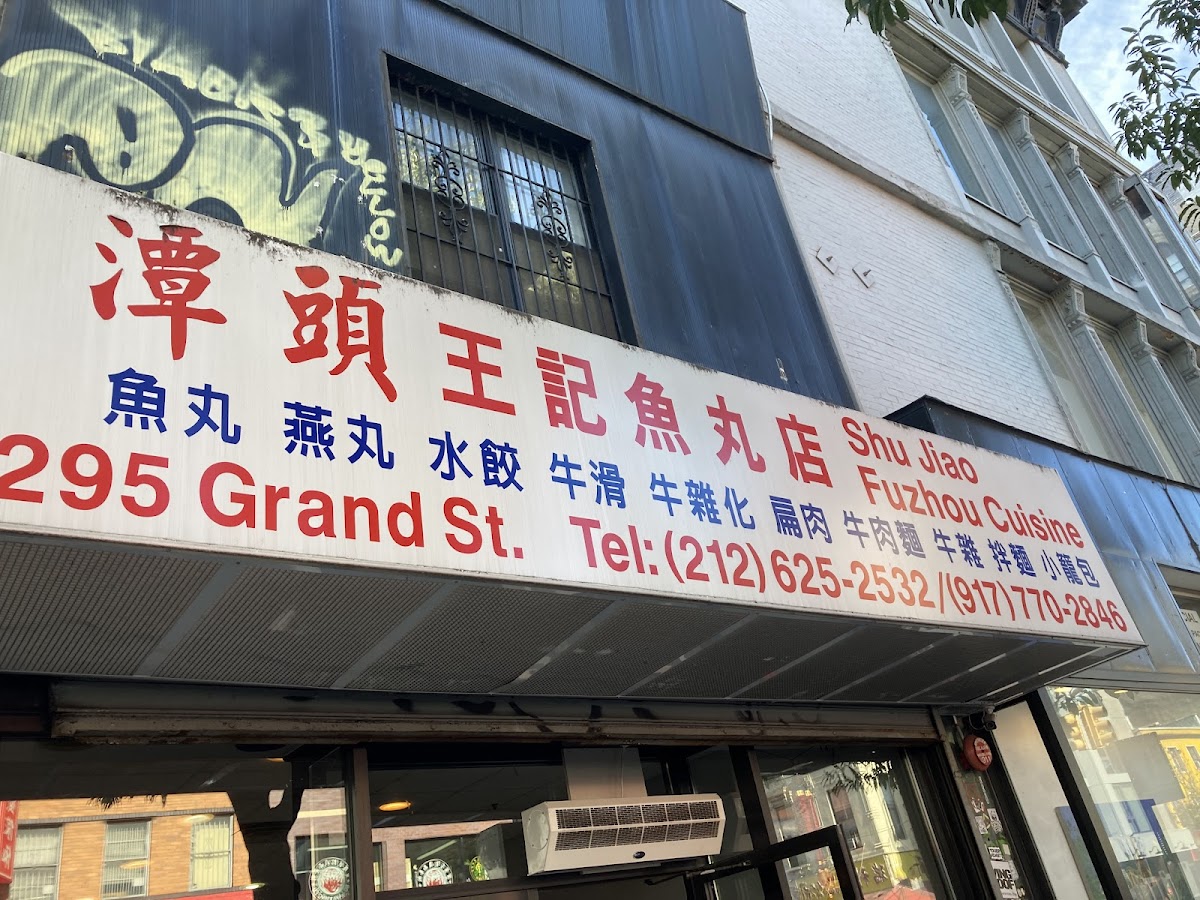 SMOKE & YELLOW
潭頭王記魚丸店
Shu Jiao
Fuzhou Cuisine
魚丸 燕丸 水餃 牛滑 牛雜化 扁肉 牛肉麵 牛雜 拌麵 小籠包
295 Grand St. Tel: (212) 625-2532/(917) 770-2846